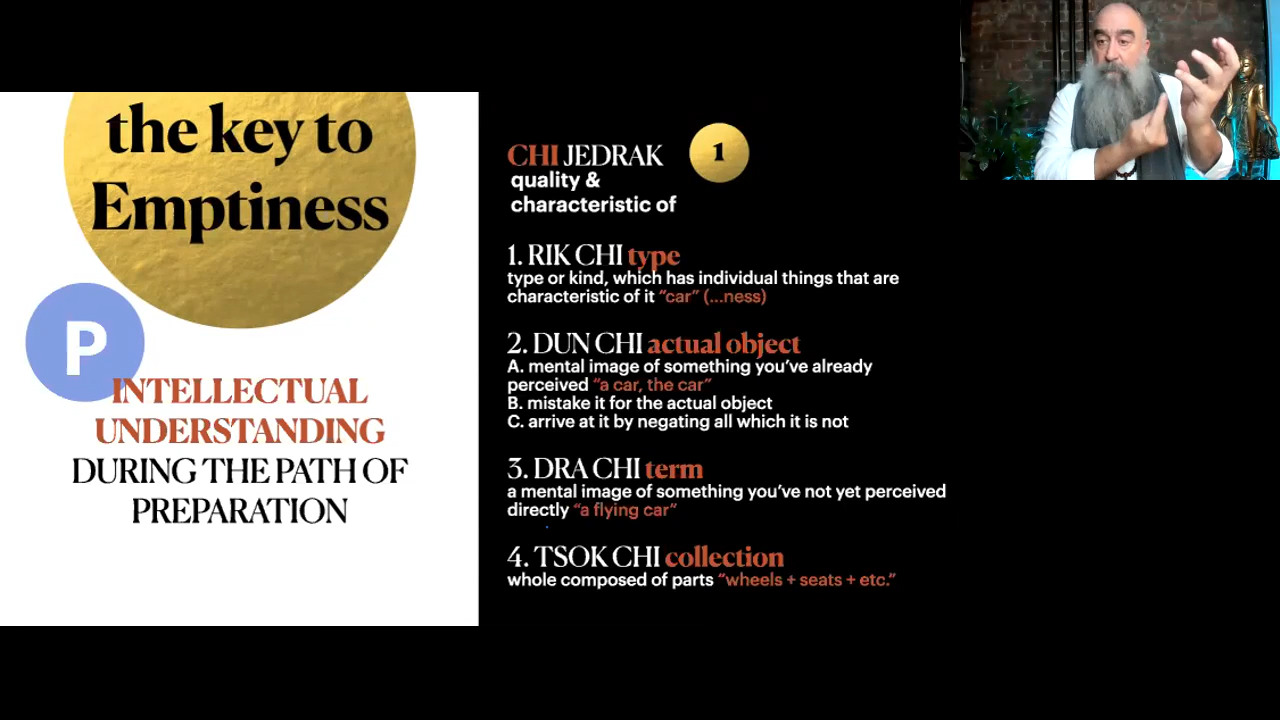 the key to
Emptiness
P
INTELLECTUAL
UNDERSTANDING
DURING THE PATH OF
PREPARATION
CHI JEDRAK
1
quality &
characteristic of
1. RIK CHI type
type or kind, which has individual things that are
characteristic of it “car” (...ness)
2. DUN CHI actual object
A. mental image of something you’ve already
perceived “a car, the car”
B. mistake it for the actual object
C. arrive at it by negating all which it is not
3. DRA CHI term
a mental image of something you’ve not yet perceived
directly “a flying car”
4. TSOK CHI collection
whole composed of parts “wheels + seats + etc.”